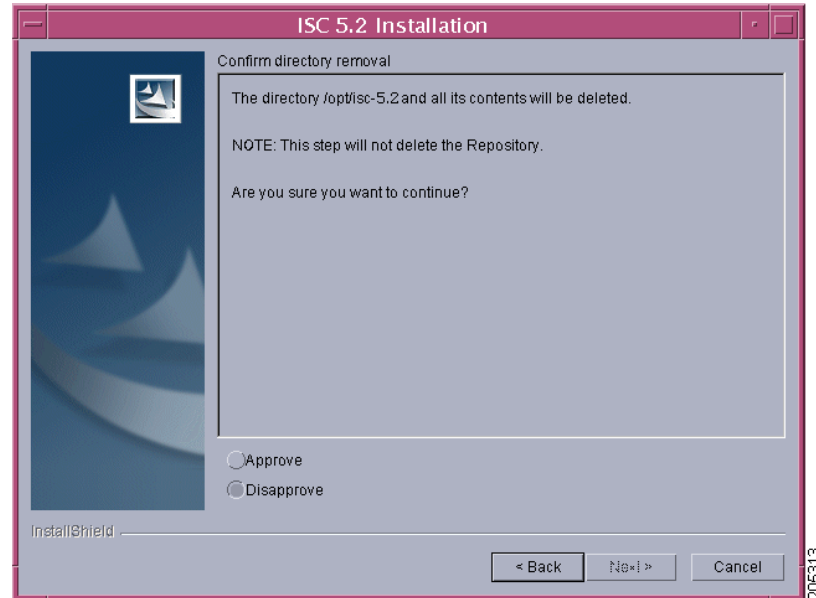 ISC 5.2 Installation
Confirm directory removal
The directory /opt/isc-5.2 and all its contents will be deleted.
NOTE: This step will not delete the Repository.
Are you sure you want to continue?
Approve
Disapprove
InstallShield
< Back
Next >
Cancel
205313